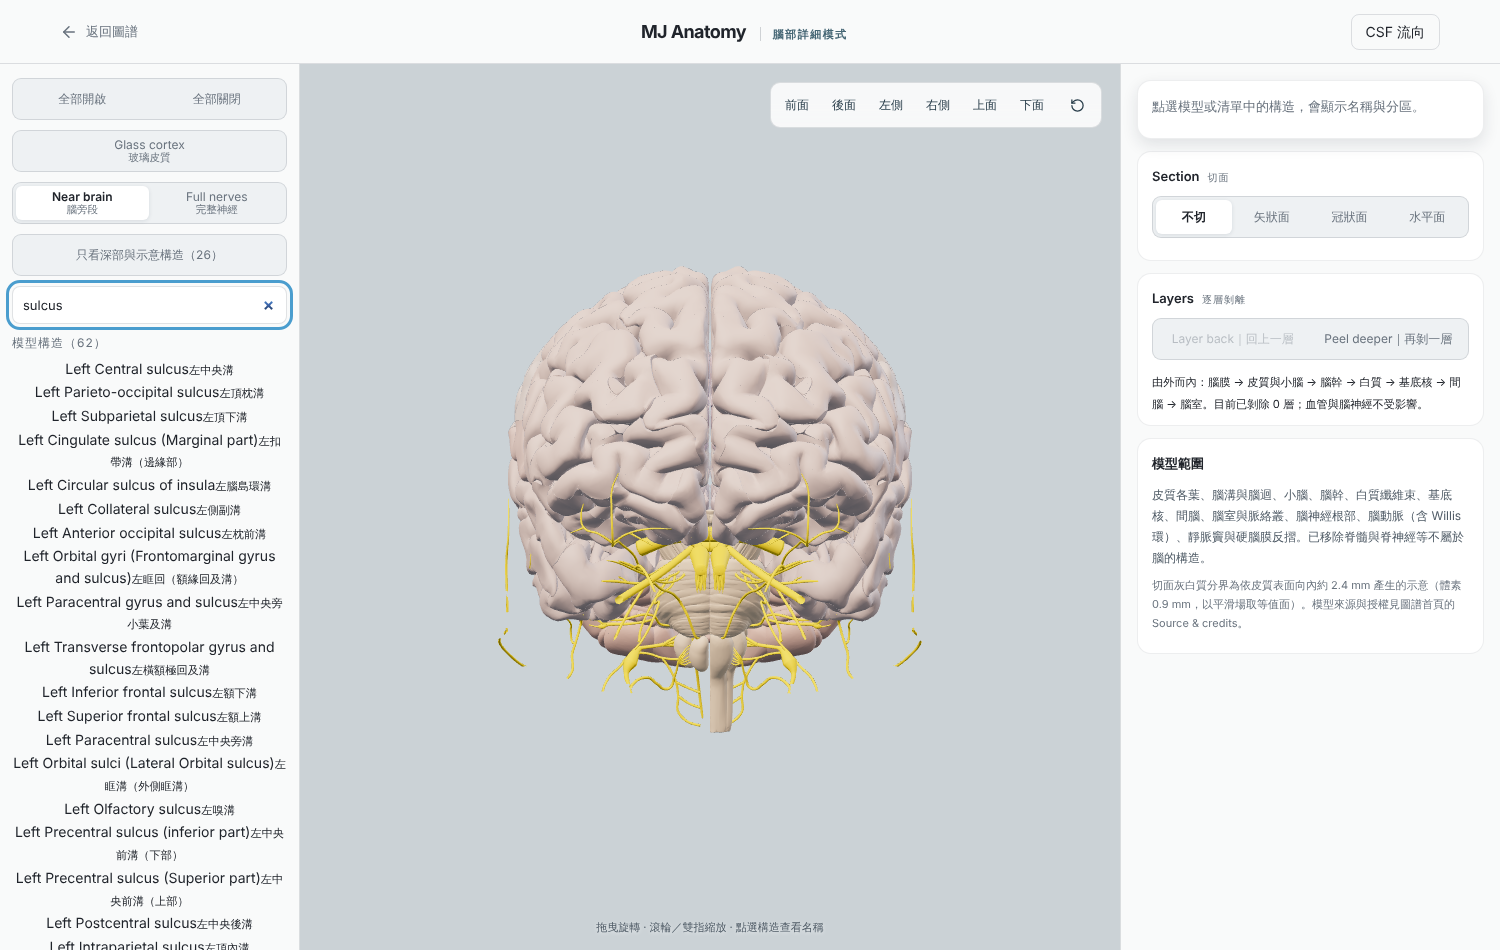 返回圖譜
MJ Anatomy
腦部詳細模式
CSF 流向
全部開啟
全部關閉
Glass cortex
玻璃皮質
Near brain
腦旁段
Full nerves
完整神經
只看深部與示意構造（26）
sulcus
×
模型構造（62）
Left Central sulcus左中央溝
Left Parieto-occipital sulcus左頂枕溝
Left Subparietal sulcus左頂下溝
Left Cingulate sulcus (Marginal part)左扣
帶溝（邊緣部）
Left Circular sulcus of insula左腦島環溝
Left Collateral sulcus左側副溝
Left Anterior occipital sulcus左枕前溝
Left Orbital gyri (Frontomarginal gyrus
and sulcus)左眶回（額緣回及溝）
Left Paracentral gyrus and sulcus左中央旁
小葉及溝
Left Transverse frontopolar gyrus and
sulcus左橫額極回及溝
Left Inferior frontal sulcus左額下溝
Left Superior frontal sulcus左額上溝
Left Paracentral sulcus左中央旁溝
Left Orbital sulci (Lateral Orbital sulcus)左
眶溝（外側眶溝）
Left Olfactory sulcus左嗅溝
Left Precentral sulcus (inferior part)左中央
前溝（下部）
Left Precentral sulcus (Superior part)左中
央前溝（上部）
Left Postcentral sulcus左中央後溝
Left Intraparietal sulcus左頂內溝
前面
後面
左側
右側
上面
下面
拖曳旋轉 · 滾輪／雙指縮放 · 點選構造查看名稱
點選模型或清單中的構造，會顯示名稱與分區。
Section 切面
不切
矢狀面
冠狀面
水平面
Layers 逐層剝離
Layer back｜回上一層
Peel deeper｜再剝一層
由外而內：腦膜 → 皮質與小腦 → 腦幹 → 白質 → 基底核 → 間
腦 → 腦室。目前已剝除 0 層；血管與腦神經不受影響。
模型範圍
皮質各葉、腦溝與腦迴、小腦、腦幹、白質纖維束、基底
核、間腦、腦室與脈絡叢、腦神經根部、腦動脈（含 Willis
環）、靜脈竇與硬腦膜反摺。已移除脊髓與脊神經等不屬於
腦的構造。
切面灰白質分界為依皮質表面向內約 2.4 mm 產生的示意（體素
0.9 mm，以平滑場取等值面）。模型來源與授權見圖譜首頁的
Source & credits。